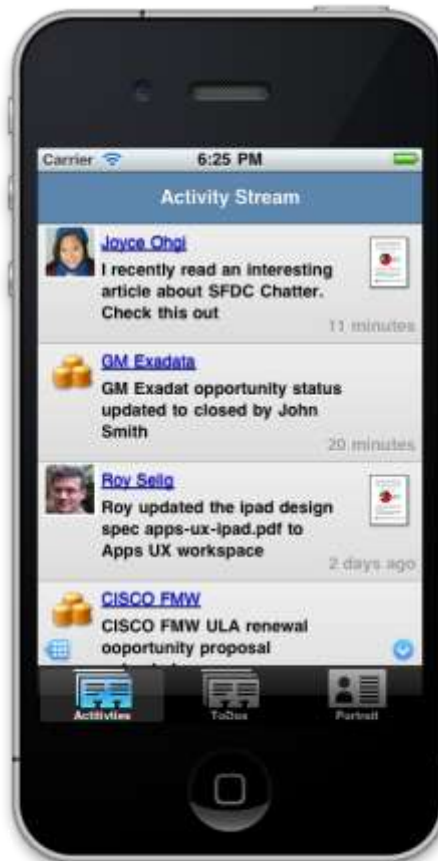 Carrier 6:25 PM
Activity Stream
Joyce Ohgi
I recently read an interesting
article about SFDC Chatter.
Check this out
11 minutes
GM Exadata
GM Exadat opportunity status
updated to closed by John
Smith
20 minutes
Roy Selig
Roy updated the ipad design
spec apps-ux-ipad.pdf to
Apps UX workspace
2 days ago
CISCO FMW
CISCO FMW ULA renewal
opportunity proposal
Activities ToDos Portrait